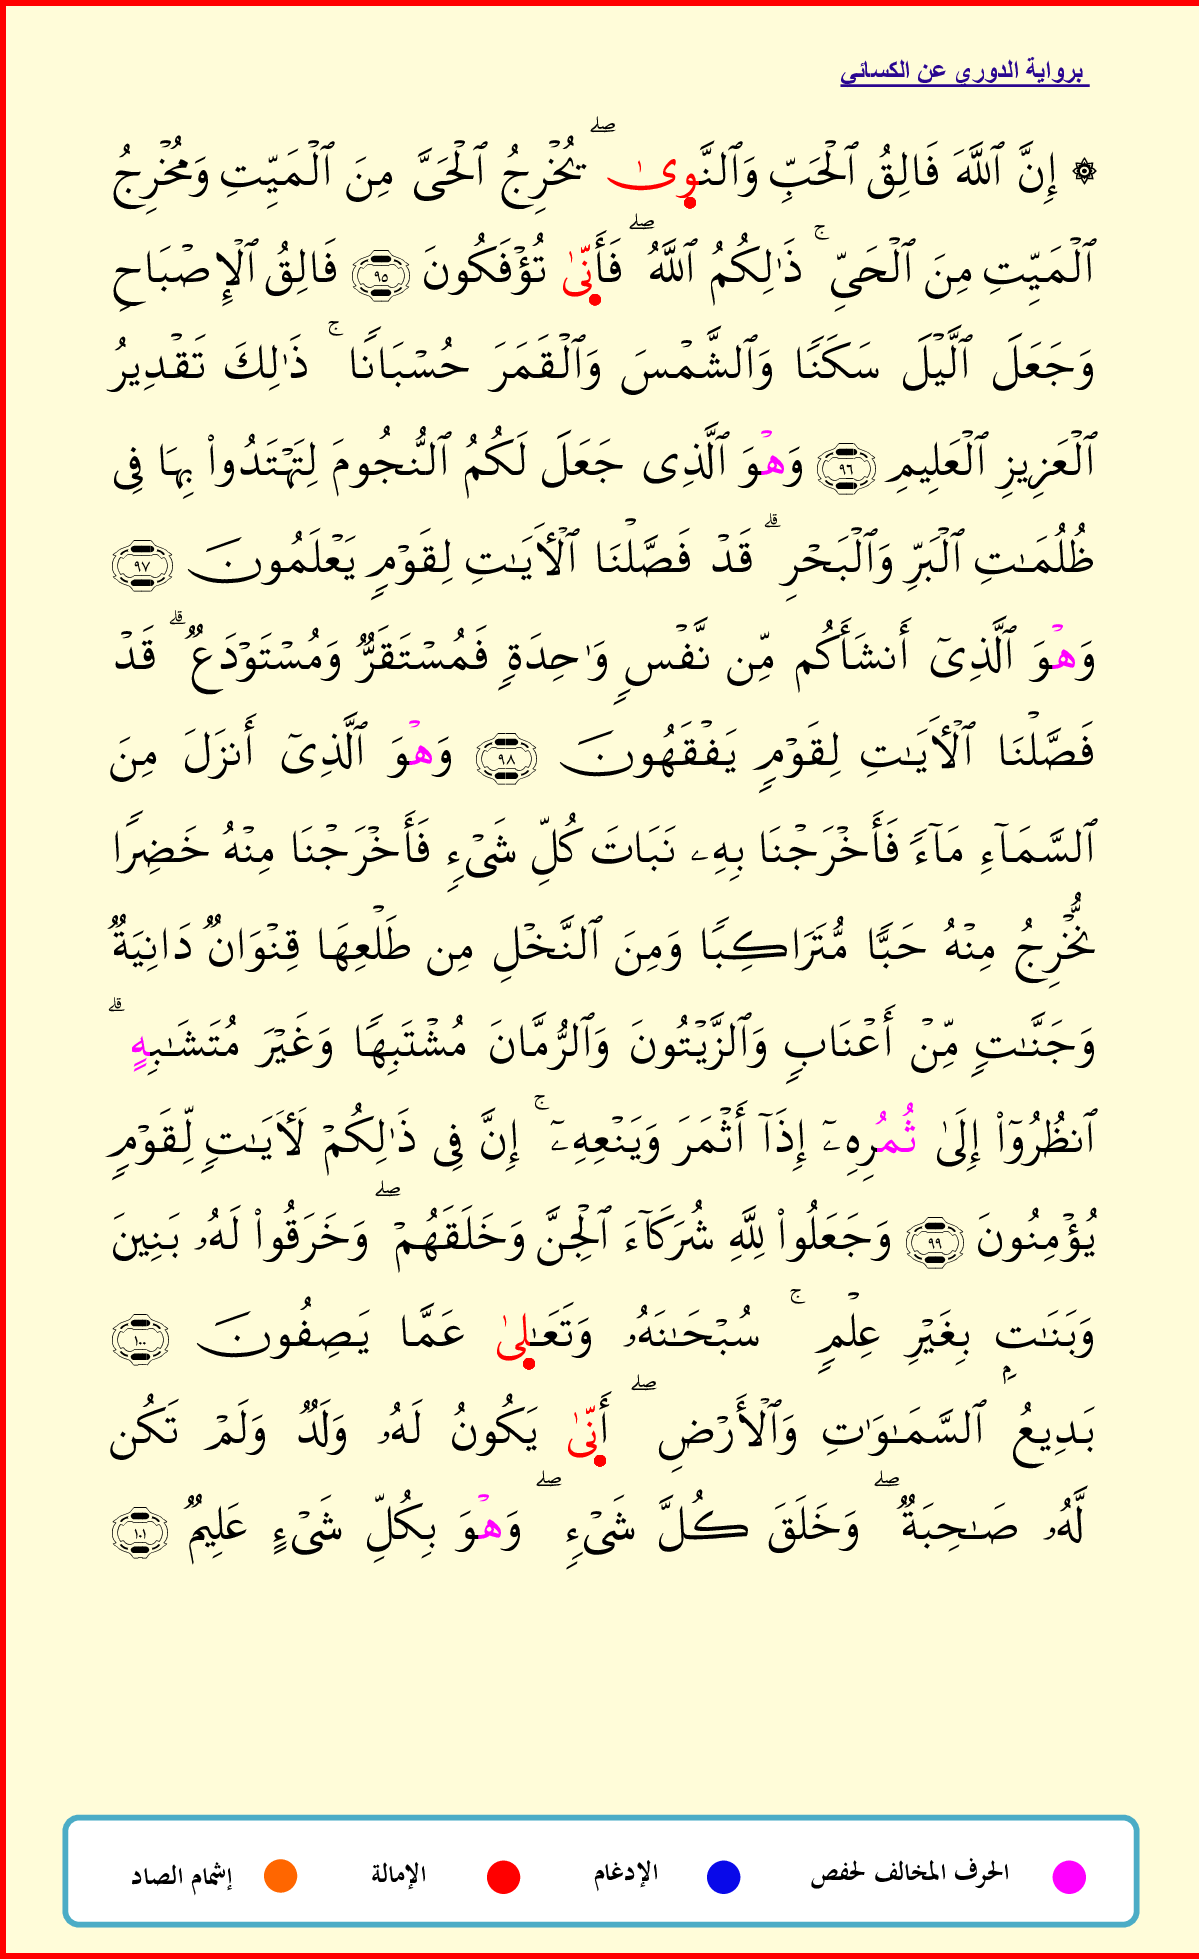 برواية الدوري عن الكسائي
۞ إِنَّ ٱللَّهَ فَالِقُ ٱلْحَبِّ وَٱلنَّوِىٰ ۖ يُخْرِجُ ٱلْحَىَّ مِنَ ٱلْمَيِّتِ وَمُخْرِجُ
ٱلْمَيِّتِ مِنَ ٱلْحَىِّ ۚ ذَٰلِكُمُ ٱللَّهُ ۖ فَأَنِّىٰ تُؤْفَكُونَ ٩٥ فَالِقُ ٱلْإِصْبَاحِ
وَجَعَلَ ٱلَّيْلَ سَكَنًا وَٱلشَّمْسَ وَٱلْقَمَرَ حُسْبَانًا ۚ ذَٰلِكَ تَقْدِيرُ
ٱلْعَزِيزِ ٱلْعَلِيمِ ٩٦ وَهْوَ ٱلَّذِى جَعَلَ لَكُمُ ٱلنُّجُومَ لِتَهْتَدُوا۟ بِهَا فِى
ظُلُمَـٰتِ ٱلْبَرِّ وَٱلْبَحْرِ ۗ قَدْ فَصَّلْنَا ٱلْأَيَـٰتِ لِقَوْمٍ يَعْلَمُونَ ٩٧
وَهْوَ ٱلَّذِىٓ أَنشَأَكُم مِّن نَّفْسٍ وَٰحِدَةٍ فَمُسْتَقَرٌّ وَمُسْتَوْدَعٌ ۗ قَدْ
فَصَّلْنَا ٱلْأَيَـٰتِ لِقَوْمٍ يَفْقَهُونَ ٩٨ وَهْوَ ٱلَّذِىٓ أَنزَلَ مِنَ
ٱلسَّمَآءِ مَآءً فَأَخْرَجْنَا بِهِۦ نَبَاتَ كُلِّ شَىْءٍ فَأَخْرَجْنَا مِنْهُ خَضِرًا
نُّخْرِجُ مِنْهُ حَبًّا مُّتَرَاكِبًا وَمِنَ ٱلنَّخْلِ مِن طَلْعِهَا قِنْوَانٌ دَانِيَةٌ
وَجَنَّـٰتٍ مِّنْ أَعْنَابٍ وَٱلزَّيْتُونَ وَٱلرُّمَّانَ مُشْتَبِهًا وَغَيْرَ مُتَشَـٰبِهٍ ۗ
ٱنظُرُوٓا۟ إِلَىٰ ثُمُرِهِۦٓ إِذَآ أَثْمَرَ وَيَنْعِهِۦٓ ۚ إِنَّ فِى ذَٰلِكُمْ لَأَيَـٰتٍ لِّقَوْمٍ
يُؤْمِنُونَ ٩٩ وَجَعَلُوا۟ لِلَّهِ شُرَكَآءَ ٱلْجِنَّ وَخَلَقَهُمْ ۖ وَخَرَقُوا۟ لَهُۥ بَنِينَ
وَبَنَـٰتٍۭ بِغَيْرِ عِلْمٍ ۚ سُبْحَـٰنَهُۥ وَتَعَـٰلِىٰ عَمَّا يَصِفُونَ ١٠٠
بَدِيعُ ٱلسَّمَـٰوَٰتِ وَٱلْأَرْضِ ۖ أَنِّىٰ يَكُونُ لَهُۥ وَلَدٌ وَلَمْ تَكُن
لَّهُۥ صَـٰحِبَةٌ ۖ وَخَلَقَ كُلَّ شَىْءٍ ۖ وَهْوَ بِكُلِّ شَىْءٍ عَلِيمٌ ١٠١
الحرف المخالف لحفص الإدغام الإمالة إشمام الصاد